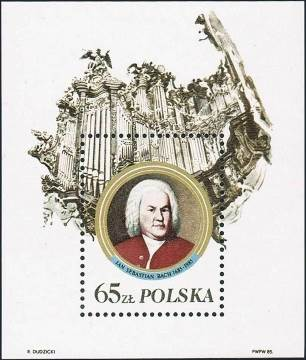 JAN SEBASTIAN BACH 1685-1985
65 ZŁ POLSKA
R. DUDZICKI
PWPW 85.